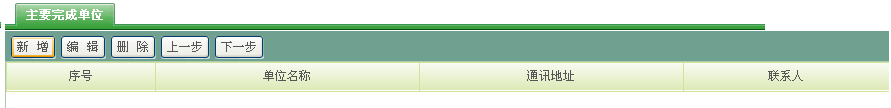 主要完成单位
新 增 编 辑 删 除 上一步 下一步
序号 单位名称 通讯地址 联系人